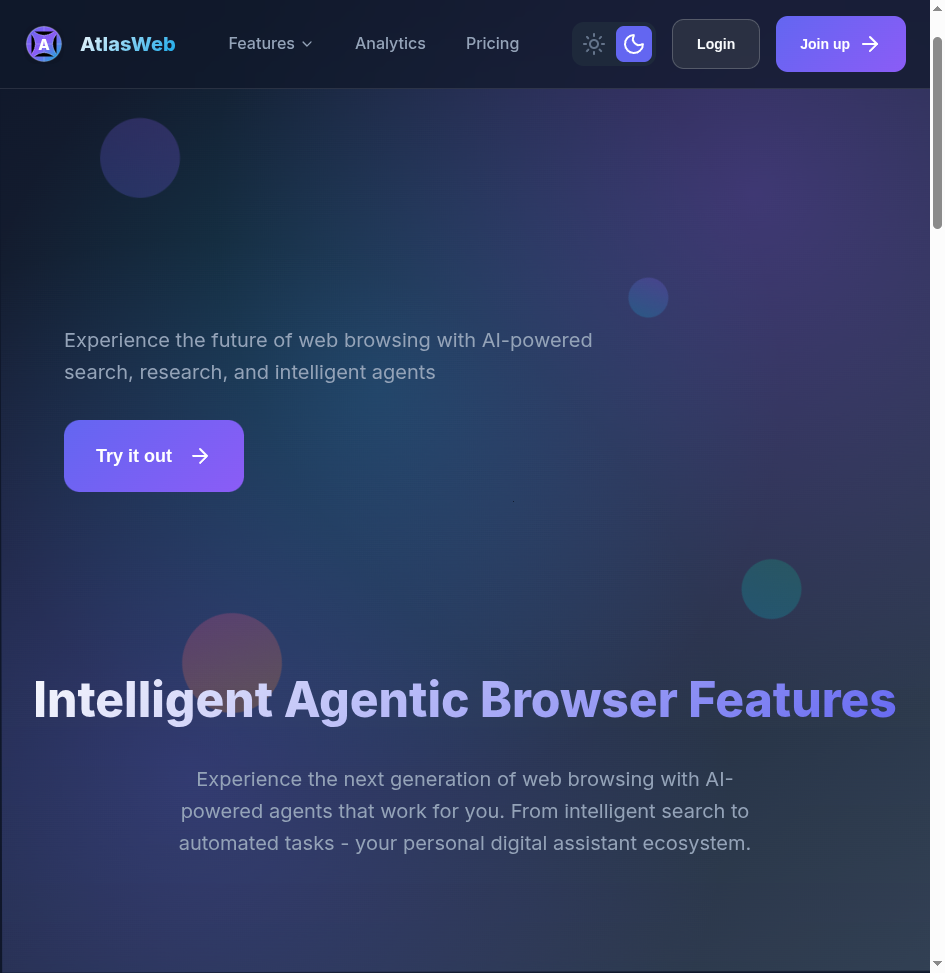 A AtlasWeb Features Analytics Pricing Login Join up
Experience the future of web browsing with AI-powered
search, research, and intelligent agents
Try it out
Intelligent Agentic Browser Features
Experience the next generation of web browsing with AI-
powered agents that work for you. From intelligent search to
automated tasks - your personal digital assistant ecosystem.